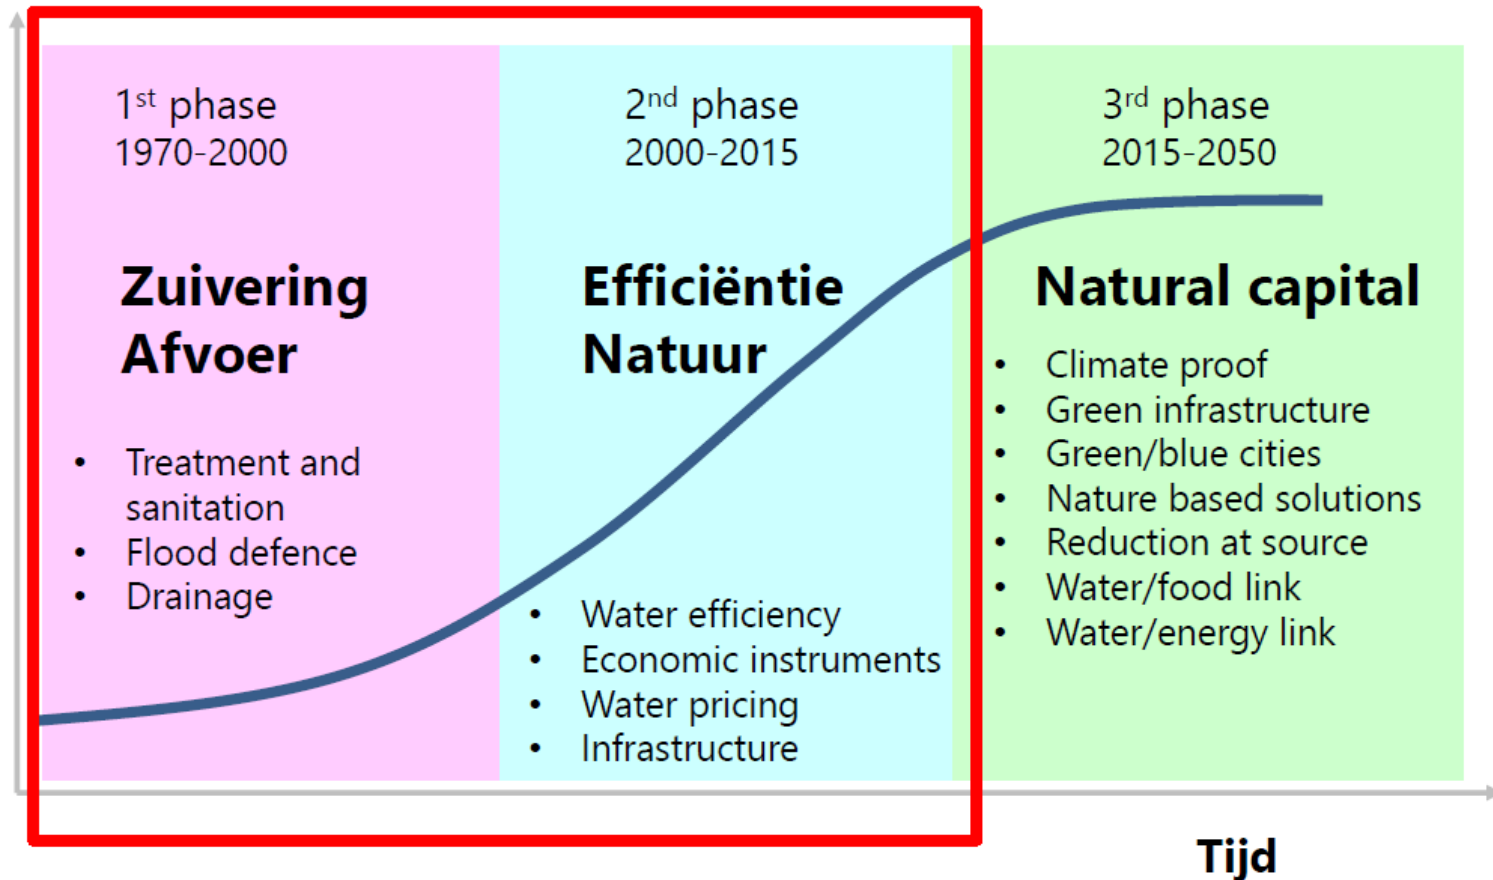 1st phase
1970-2000
Zuivering
Afvoer
• Treatment and
sanitation
• Flood defence
• Drainage
2nd phase
2000-2015
Efficiëntie
Natuur
• Water efficiency
• Economic instruments
• Water pricing
• Infrastructure
3rd phase
2015-2050
Natural capital
• Climate proof
• Green infrastructure
• Green/blue cities
• Nature based solutions
• Reduction at source
• Water/food link
• Water/energy link
Tijd